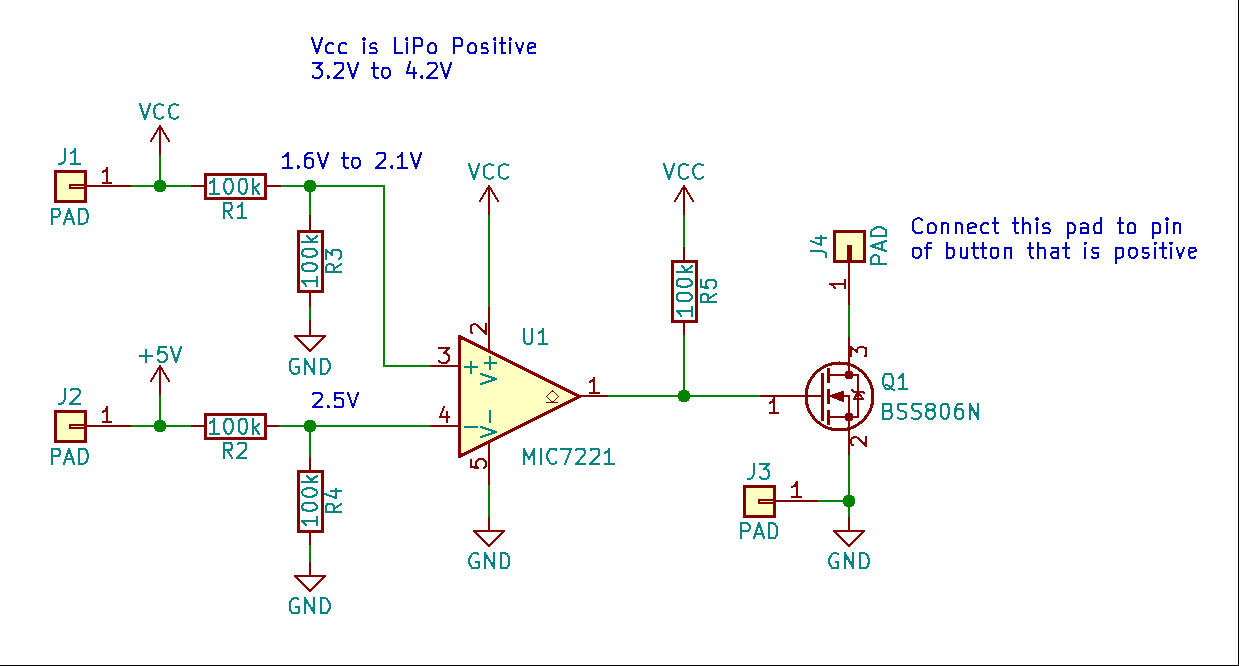 Vcc is LiPo Positive
3.2V to 4.2V
VCC
J1
1
PAD
100k
R1
1.6V to 2.1V
100k
R3
GND
VCC
VCC
100k
R5
J4
PAD
1
Connect this pad to pin
of button that is positive
+5V
J2
1
PAD
100k
R2
2.5V
100k
R4
GND
U1
2
3
+
V+
4
-
V-
5
1
MIC7221
GND
3
Q1
BSS806N
1
2
J3
1
PAD
GND